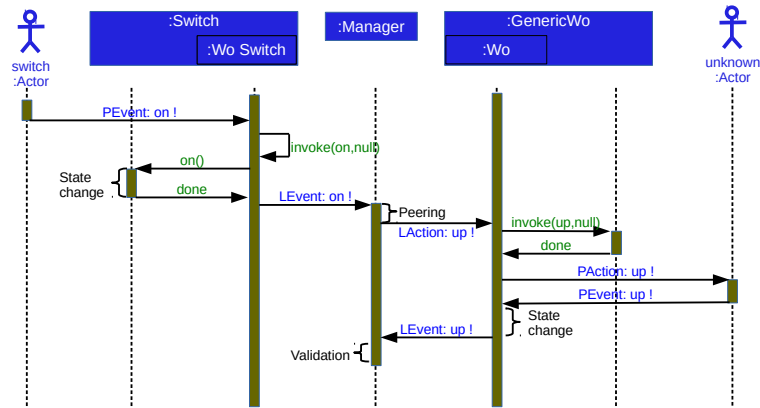 :Switch
:Wo Switch
:Manager
:GenericWo
:Wo
switch
:Actor
unknown
:Actor
PEvent: on !
invoke(on,null)
on()
State
change
done
LEvent: on !
Peering
LAction: up !
invoke(up,null)
done
PAction: up !
PEvent: up !
State
change
LEvent: up !
Validation